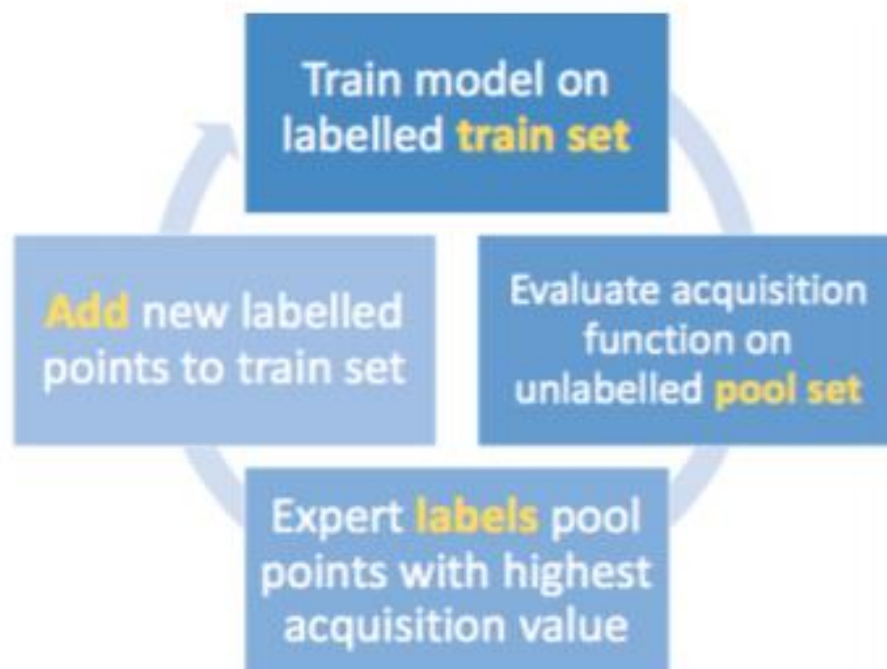 Train model on
labelled train set
Evaluate acquisition
function on
unlabelled pool set
Expert labels pool
points with highest
acquisition value
Add new labelled
points to train set